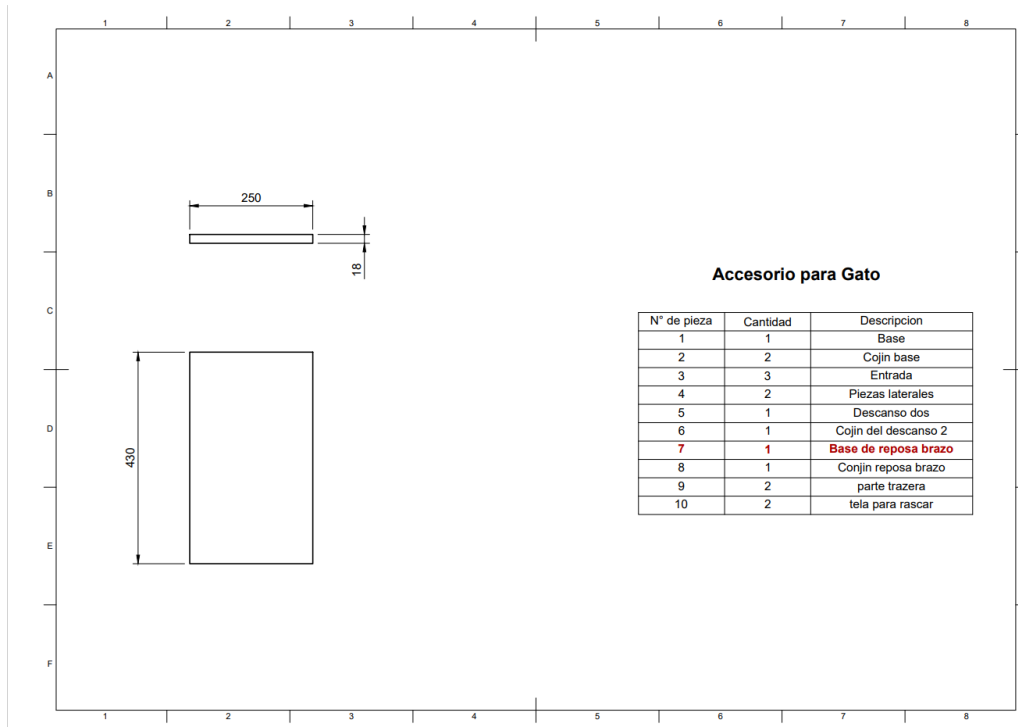 1 2 3 4 5 6 7 8
A
B
250
18
C
Accesorio para Gato
N° de pieza Cantidad Descripcion
1 1 Base
2 2 Cojin base
3 3 Entrada
4 2 Piezas laterales
5 1 Descanso dos
6 1 Cojin del descanso 2
7 1 Base de reposa brazo
8 1 Conjin reposa brazo
9 2 parte trazera
10 2 tela para rascar
D
430
E
F
1 2 3 4 5 6 7 8